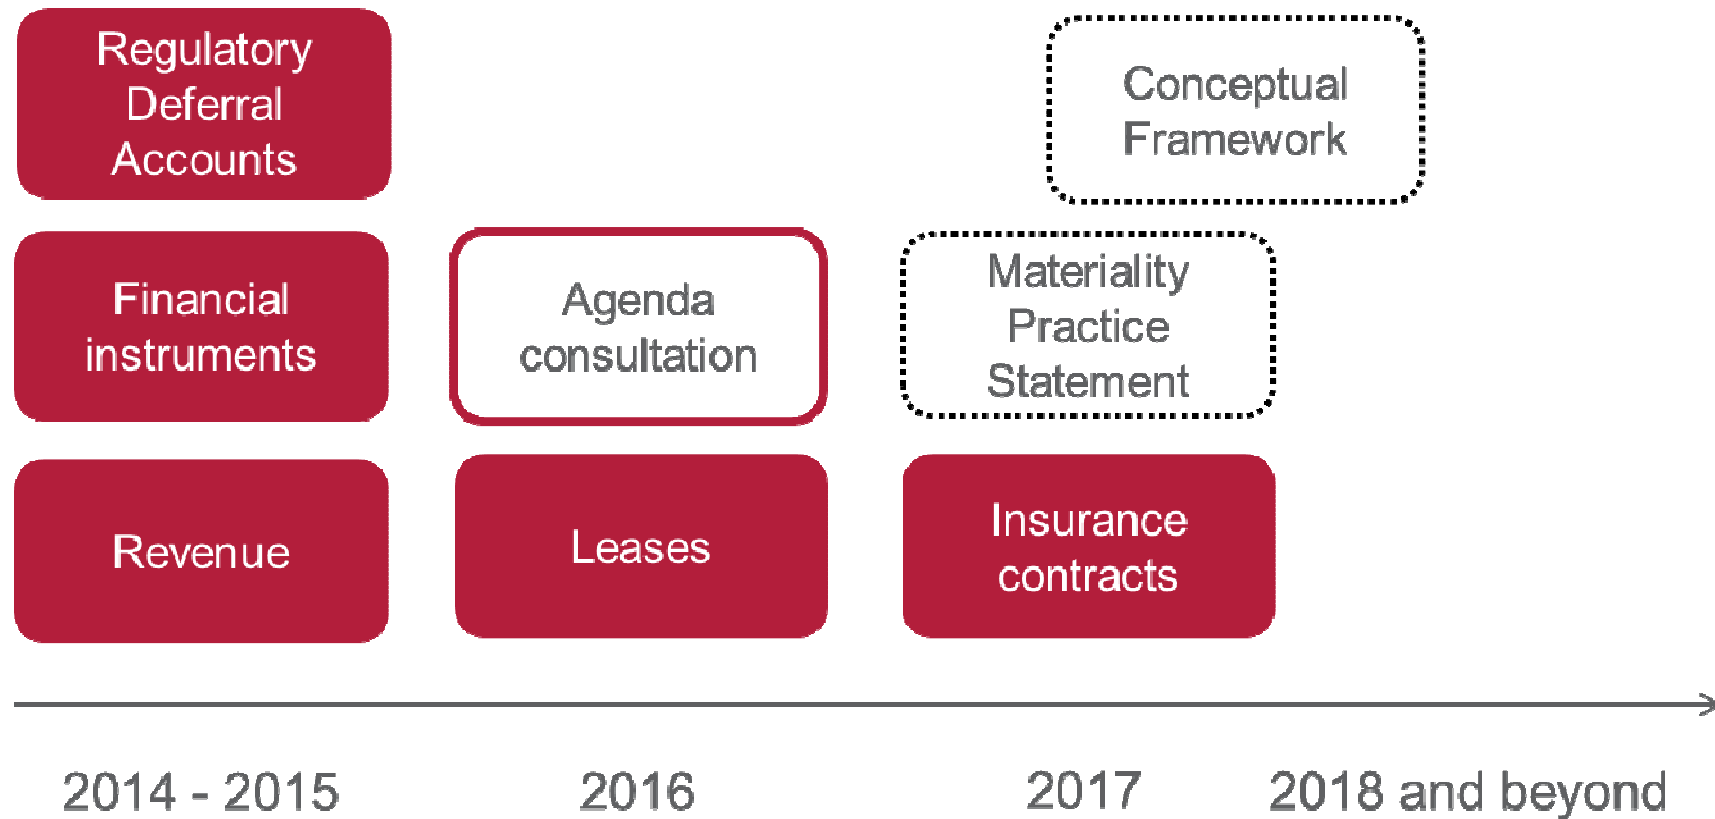 Regulatory
Deferral
Accounts
Conceptual
Framework
Financial
instruments
Agenda
consultation
Materiality
Practice
Statement
Revenue
Leases
Insurance
contracts
2014 - 2015
2016
2017
2018 and beyond